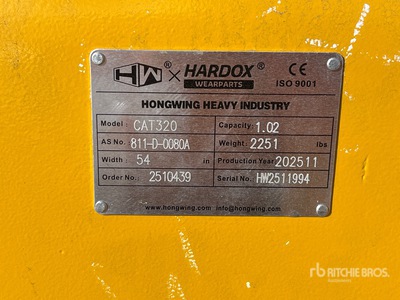 HW® × HARDOX® CE
WEARPARTS ISO 9001
HONGWING HEAVY INDUSTRY
Model CAT320 Capacity: 1.02
AS No. 811-D-0080A Weight: 2251 lbs
Width 54 in Production Year 202511
Order No.: 2510439 Serial No. HW2511994
www.hongwing.com info@hongwing.com
rb RITCHIE BROS.